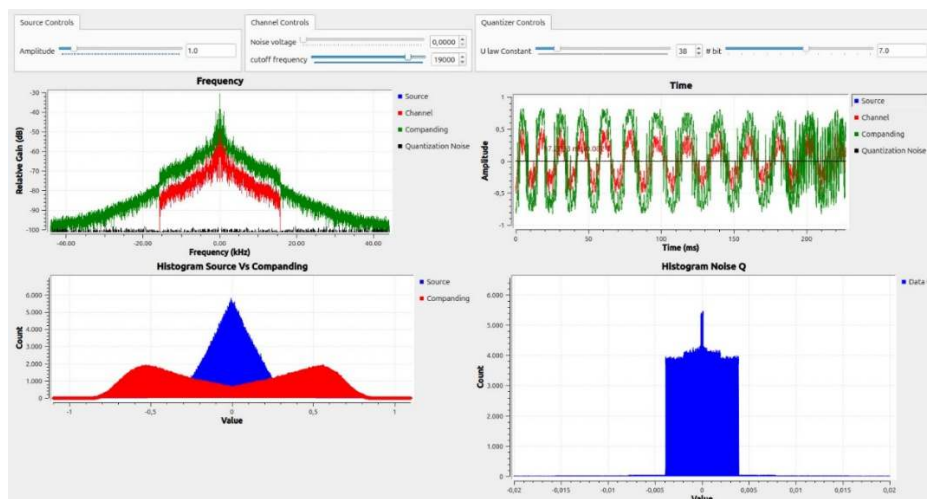 Source Controls
Amplitude
1.0
Channel Controls
Noise voltage
0,0000
cutoff frequency
19000
Quantizer Controls
U law Constant
38
# bit
7.0
Frequency
Relative Gain (dB)
-30
-40
-50
-60
-70
-80
-90
-100
-40.00
-20.00
0.00
20.00
40.00
Frequency (kHz)
Source
Channel
Companding
Quantization Noise
Time
Amplitude
1
0,5
0
-0,5
-1
0
50
100
150
200
Time (ms)
Source
Channel
Companding
Quantization Noise
Histogram Source Vs Companding
Count
6.000
5.000
4.000
3.000
2.000
1.000
0
-1
-0,5
0
0,5
1
Value
Source
Companding
Histogram Noise Q
Count
6.000
5.000
4.000
3.000
2.000
1.000
0
-0,02
-0,015
-0,01
-0,005
0
0,005
0,01
0,015
0,02
Value
Data